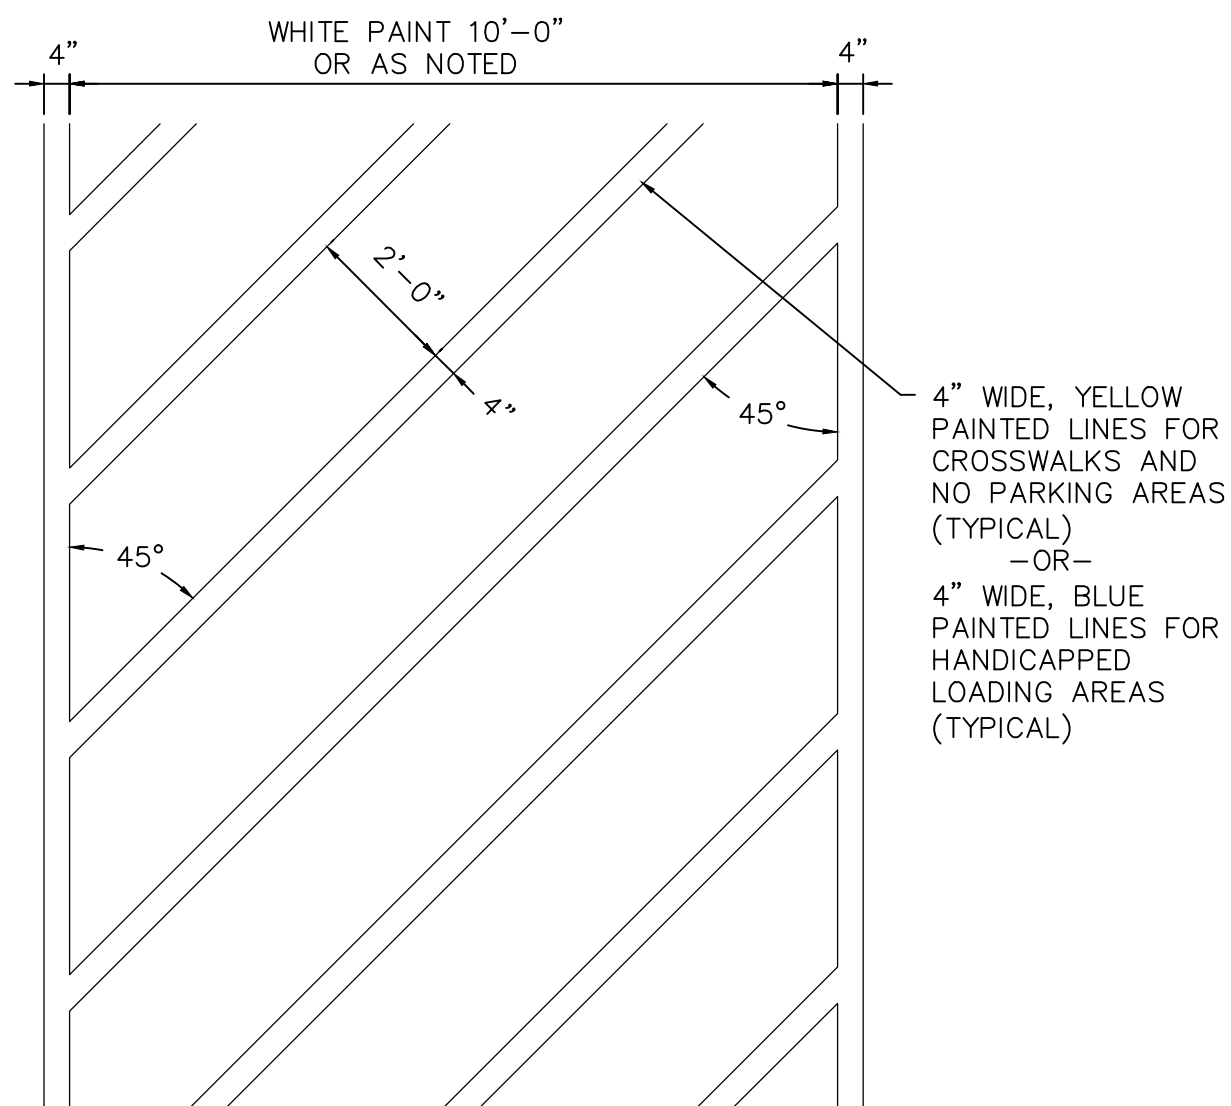 4”
WHITE PAINT 10’-0”
OR AS NOTED
4”
2’-0”
4”
45°
45°
4” WIDE, YELLOW
PAINTED LINES FOR
CROSSWALKS AND
NO PARKING AREAS
(TYPICAL)
-OR-
4” WIDE, BLUE
PAINTED LINES FOR
HANDICAPPED
LOADING AREAS
(TYPICAL)